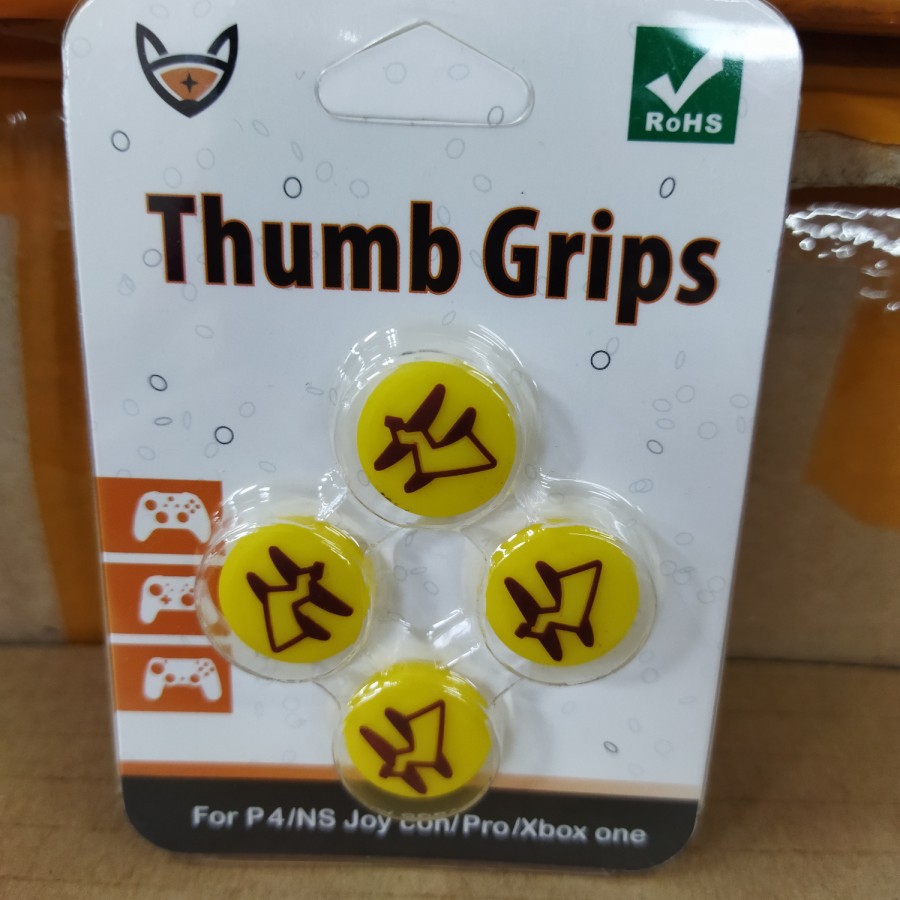 RoHS
Thumb Grips
For P4/NS Joy con/Pro/Xbox one